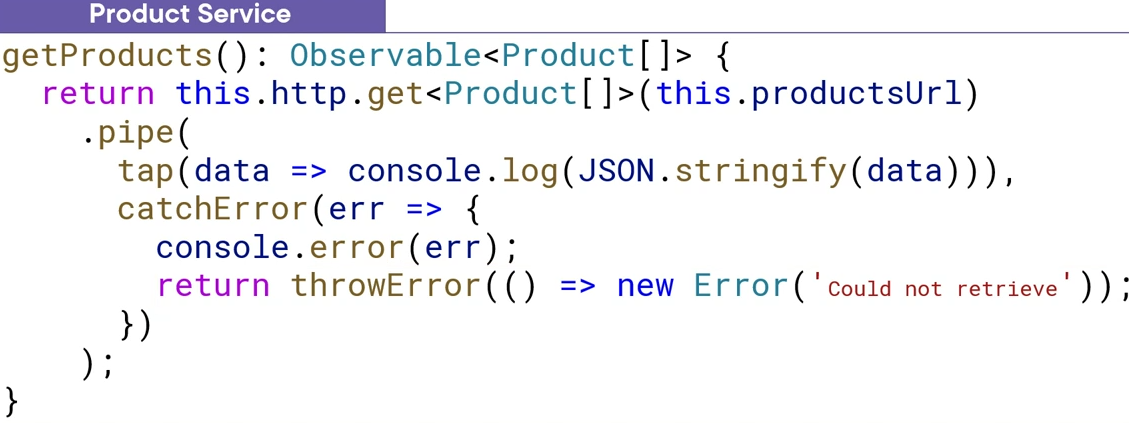 Product Service
getProducts(): Observable<Product[]> {
  return this.http.get<Product[]>(this.productsUrl)
    .pipe(
      tap(data => console.log(JSON.stringify(data))),
      catchError(err => {
        console.error(err);
        return throwError(() => new Error('Could not retrieve'));
      })
    );
}